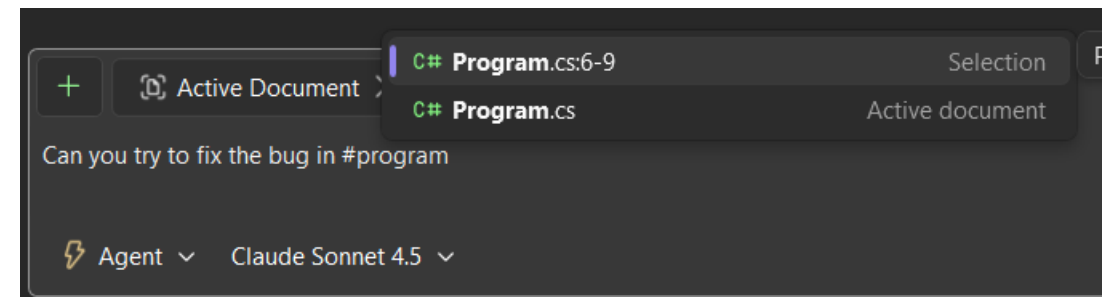 C# Program.cs:6-9 Selection
+ Active Document
C# Program.cs Active document
Can you try to fix the bug in #program
Agent Claude Sonnet 4.5